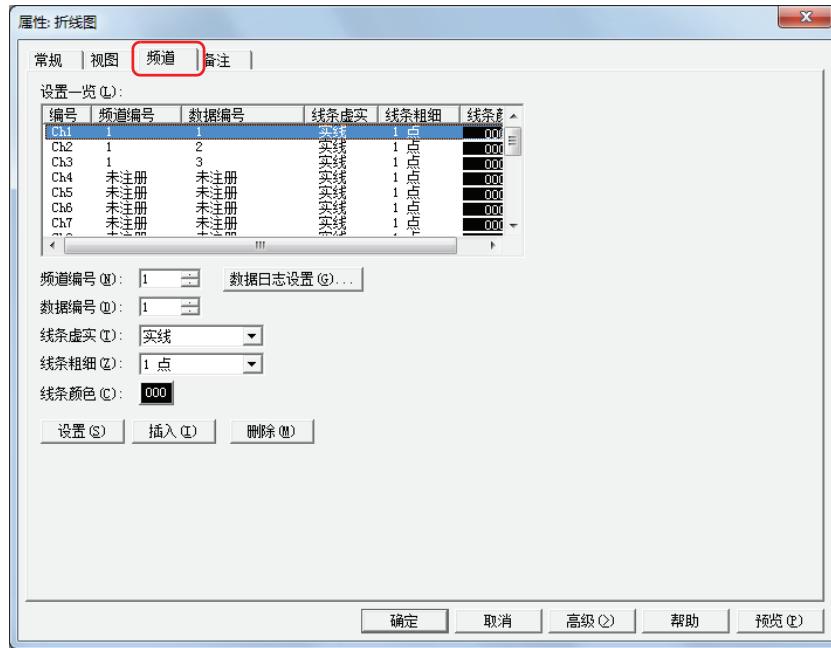 属性: 折线图
常规 视图 频道 备注
设置一览(L):
编号 频道编号 数据编号 线条虚实 线条粗细 线条
Ch1 1 1 实线 1 点 000
Ch2 1 2 实线 1 点 000
Ch3 1 3 实线 1 点 000
Ch4 未注册 未注册 实线 1 点 000
Ch5 未注册 未注册 实线 1 点 000
Ch6 未注册 未注册 实线 1 点 000
Ch7 未注册 未注册 实线 1 点 000
频道编号(N): 1 数据日志设置(G)...
数据编号(D): 1
线条虚实(T): 实线
线条粗细(Z): 1 点
线条颜色(C): 000
设置(S) 插入(I) 删除(M)
确定 取消 高级(>) 帮助 预览(P)